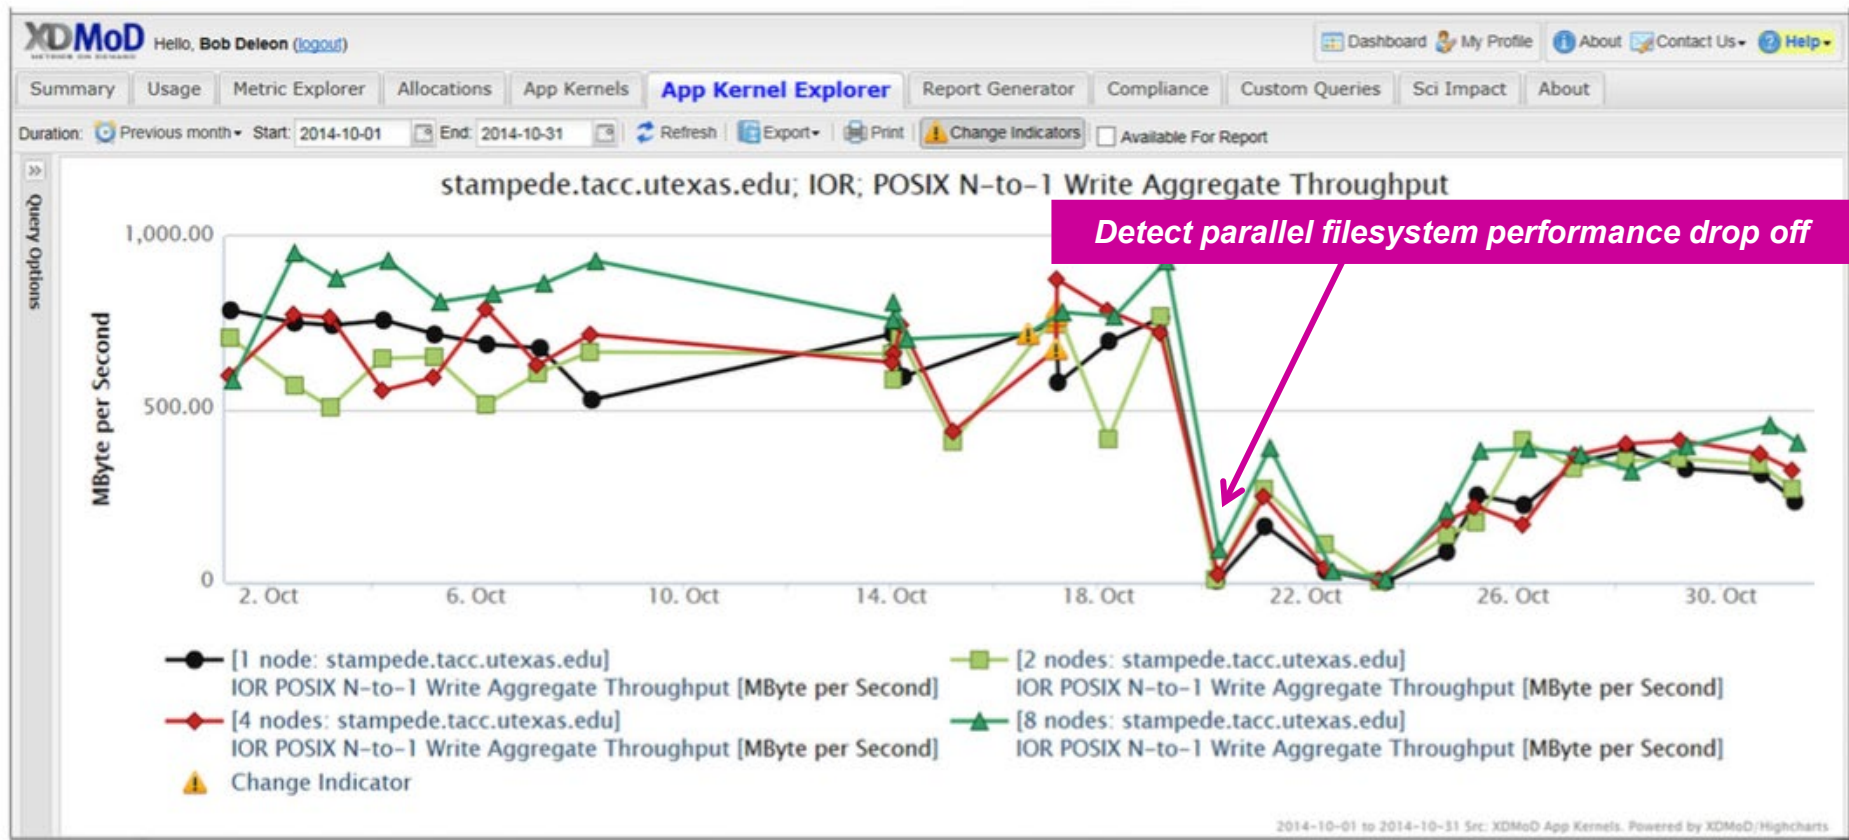 XDMoD Hello, Bob Deleon (logout) Dashboard My Profile About Contact Us Help
METRICS ON DEMAND
Summary Usage Metric Explorer Allocations App Kernels App Kernel Explorer Report Generator Compliance Custom Queries Sci Impact About
Duration: Previous month Start: 2014-10-01 End: 2014-10-31 Refresh Export Print Change Indicators Available For Report
Query Options
stampede.tacc.utexas.edu; IOR; POSIX N-to-1 Write Aggregate Throughput
Detect parallel filesystem performance drop off
MByte per Second
1,000.00
500.00
0
2. Oct 6. Oct 10. Oct 14. Oct 18. Oct 22. Oct 26. Oct 30. Oct
[1 node: stampede.tacc.utexas.edu]
IOR POSIX N-to-1 Write Aggregate Throughput [MByte per Second]
[2 nodes: stampede.tacc.utexas.edu]
IOR POSIX N-to-1 Write Aggregate Throughput [MByte per Second]
[4 nodes: stampede.tacc.utexas.edu]
IOR POSIX N-to-1 Write Aggregate Throughput [MByte per Second]
[8 nodes: stampede.tacc.utexas.edu]
IOR POSIX N-to-1 Write Aggregate Throughput [MByte per Second]
Change Indicator
2014-10-01 to 2014-10-31 Src: XDMoD App Kernels. Powered by XDMoD/Highcharts